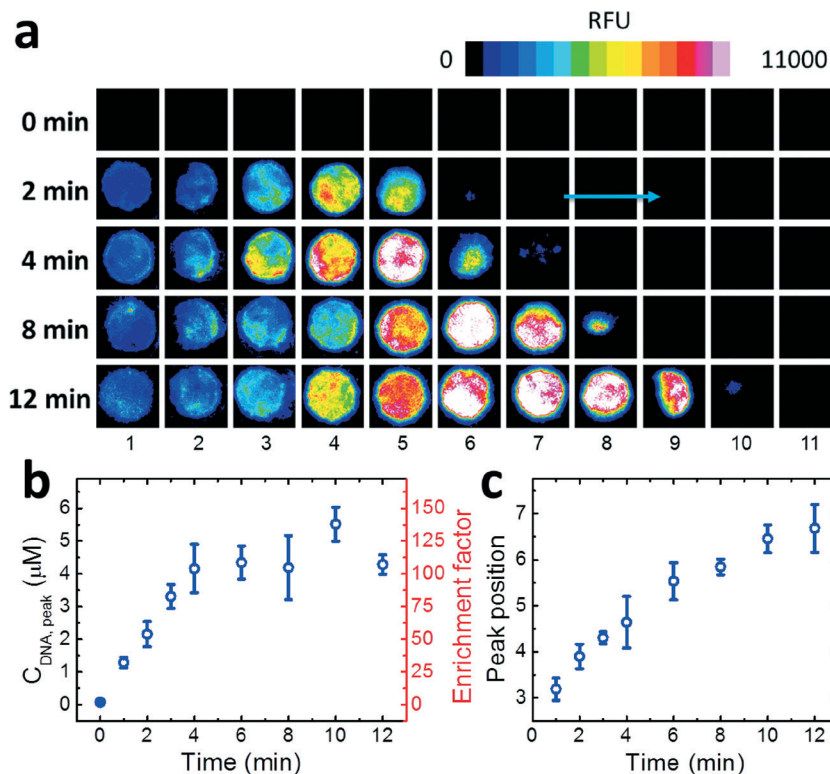 a
RFU
0 11000
0 min
2 min
4 min
8 min
12 min
1 2 3 4 5 6 7 8 9 10 11
b
C_DNA, peak (μM)
6
5
4
3
2
1
0
150
125
100
75
50
25
0
Enrichment factor
0 2 4 6 8 10 12
Time (min)
c
Peak position
7
6
5
4
3
0 2 4 6 8 10 12
Time (min)